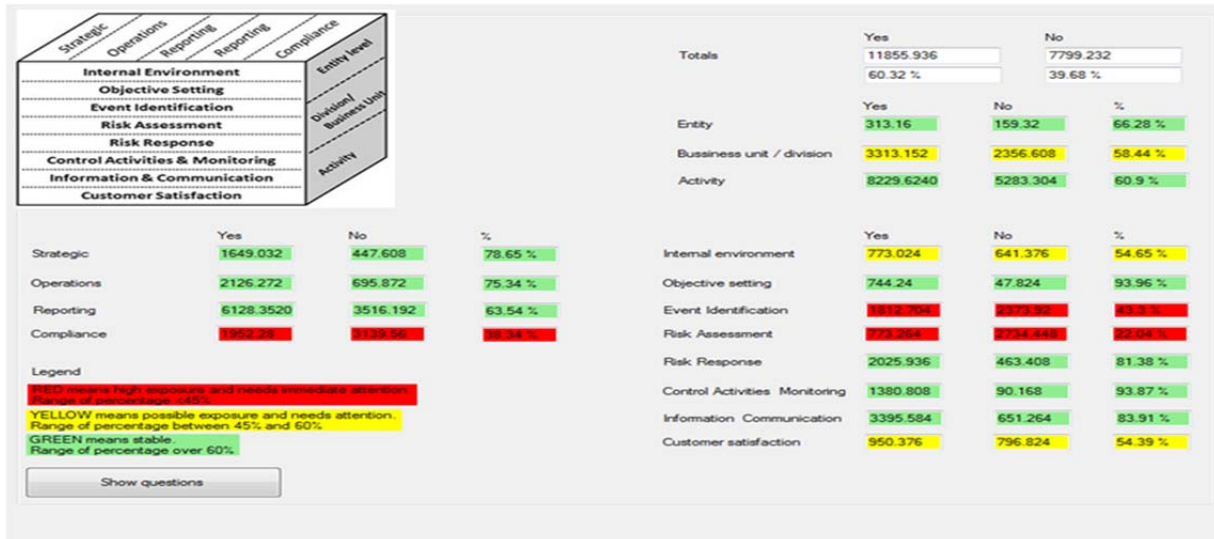 Strategic Operations Reporting Reporting Compliance
Entity level
Division/
Business Unit
Activity
Internal Environment
Objective Setting
Event Identification
Risk Assessment
Risk Response
Control Activities & Monitoring
Information & Communication
Customer Satisfaction
Yes No
Totals 11855.936 7799.232
60.32 % 39.68 %
Yes No %
Entity 313.16 159.32 66.28 %
Bussiness unit / division 3313.152 2356.608 58.44 %
Activity 8229.6240 5283.304 60.9 %
Yes No %
Strategic 1649.032 447.608 78.65 %
Operations 2126.272 695.872 75.34 %
Reporting 6128.3520 3516.192 63.54 %
Compliance 1952.28 3139.56 38.34 %
Legend
RED means high exposure and needs immediate attention.
Range of percentage <45%
YELLOW means possible exposure and needs attention.
Range of percentage between 45% and 60%
GREEN means stable.
Range of percentage over 60%
Show questions
Yes No %
Internal environment 773.024 641.376 54.65 %
Objective setting 744.24 47.824 93.96 %
Event Identification 1812.704 2373.92 43.3 %
Risk Assessment 773.264 2734.448 22.04 %
Risk Response 2025.936 463.408 81.38 %
Control Activities Monitoring 1380.808 90.168 93.87 %
Information Communication 3395.584 651.264 83.91 %
Customer satisfaction 950.376 796.824 54.39 %